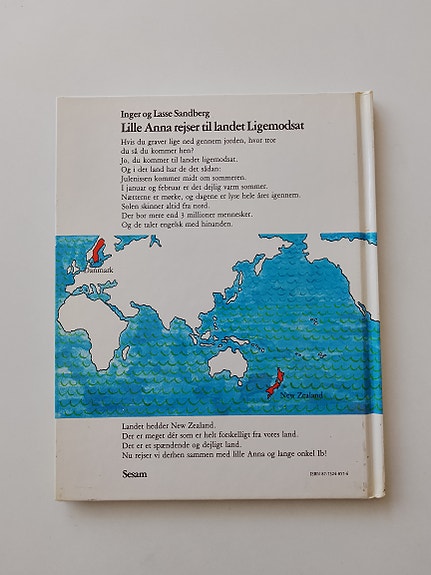 Inger og Lasse Sandberg
Lille Anna rejser til landet Ligemodsat
Hvis du graver lige ned gennem jorden, hvor tror
du så du kommer hen?
Jo, du kommer til landet ligemodsat.
Og i det land har de det sådan:
Julenissen kommer midt om sommeren.
I januar og februar er det dejlig varm sommer.
Nætterne er mørke, og dagene er lyse hele året igennem.
Solen skinner altid fra nord.
Der bor mere end 3 millioner mennesker.
Og de taler engelsk med hinanden.
Danmark
New Zealand
Landet hedder New Zealand.
Der er meget dér som er helt forskelligt fra vores land.
Det er et spændende og dejligt land.
Nu rejser vi derhen sammen med lille Anna og lange onkel Ib!
Sesam